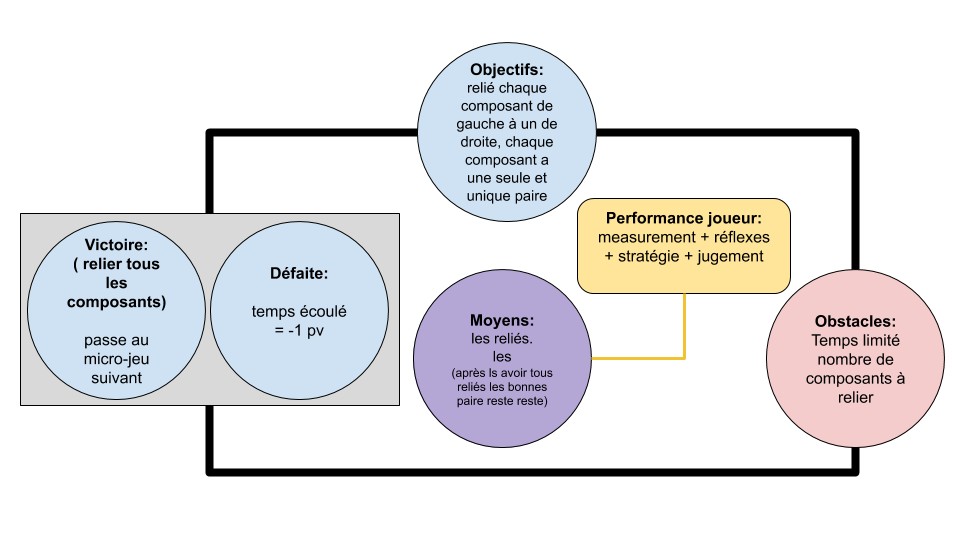 Objectifs:
relié chaque
composant de
gauche à un de
droite, chaque
composant a
une seule et
unique paire
Performance joueur:
measurement + réflexes
+ stratégie + jugement
Victoire:
( relier tous
les
composants)
passe au
micro-jeu
suivant
Défaite:
temps écoulé
= -1 pv
Moyens:
les reliés.
les
(après ls avoir tous
reliés les bonnes
paire reste reste)
Obstacles:
Temps limité
nombre de
composants à
relier